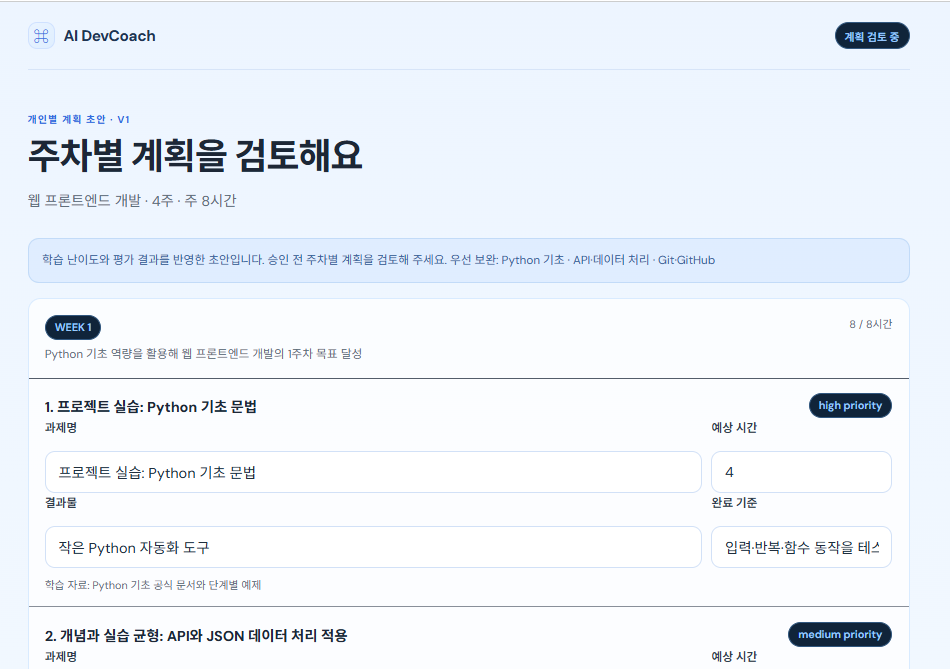 AI DevCoach
계획 검토 중
개인별 계획 초안 · V1
주차별 계획을 검토해요
웹 프론트엔드 개발 · 4주 · 주 8시간
학습 난이도와 평가 결과를 반영한 초안입니다. 승인 전 주차별 계획을 검토해 주세요. 우선 보완: Python 기초 · API·데이터 처리 · Git·GitHub
WEEK 1
8 / 8시간
Python 기초 역량을 활용해 웹 프론트엔드 개발의 1주차 목표 달성
1. 프로젝트 실습: Python 기초 문법
high priority
과제명
예상 시간
프로젝트 실습: Python 기초 문법
4
결과물
완료 기준
작은 Python 자동화 도구
입력·반복·함수 동작을 테스
학습 자료: Python 기초 공식 문서와 단계별 예제
2. 개념과 실습 균형: API와 JSON 데이터 처리 적용
medium priority
과제명
예상 시간